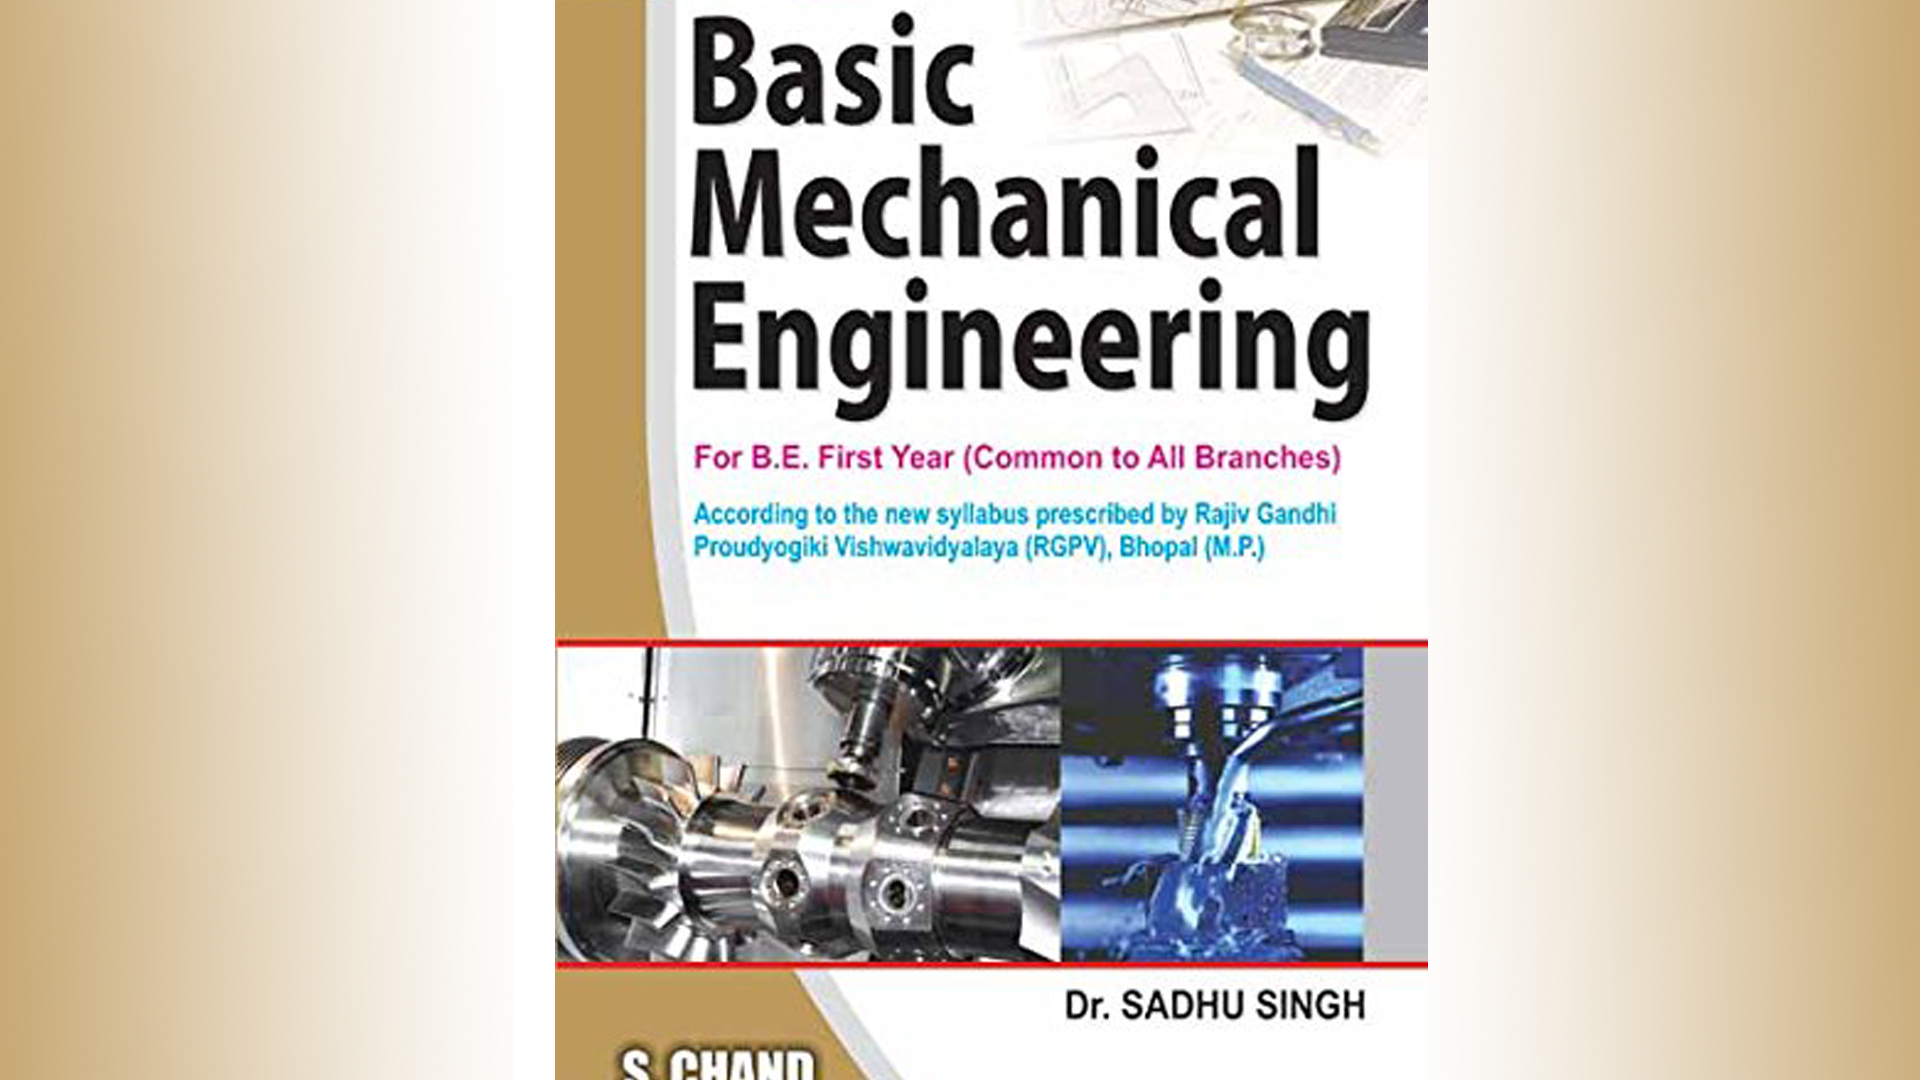 Basic
Mechanical
Engineering
For B.E. First Year (Common to All Branches)
According to the new syllabus prescribed by Rajiv Gandhi
Proudyogiki Vishwavidyalaya (RGPV), Bhopal (M.P.)
Dr. SADHU SINGH
S. CHAND